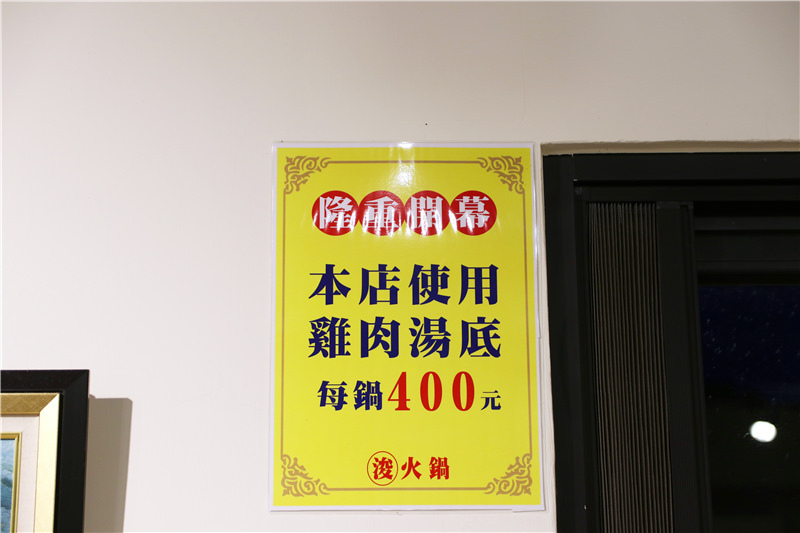 隆重開幕
本店使用
雞肉湯底
每鍋400元
浚火鍋